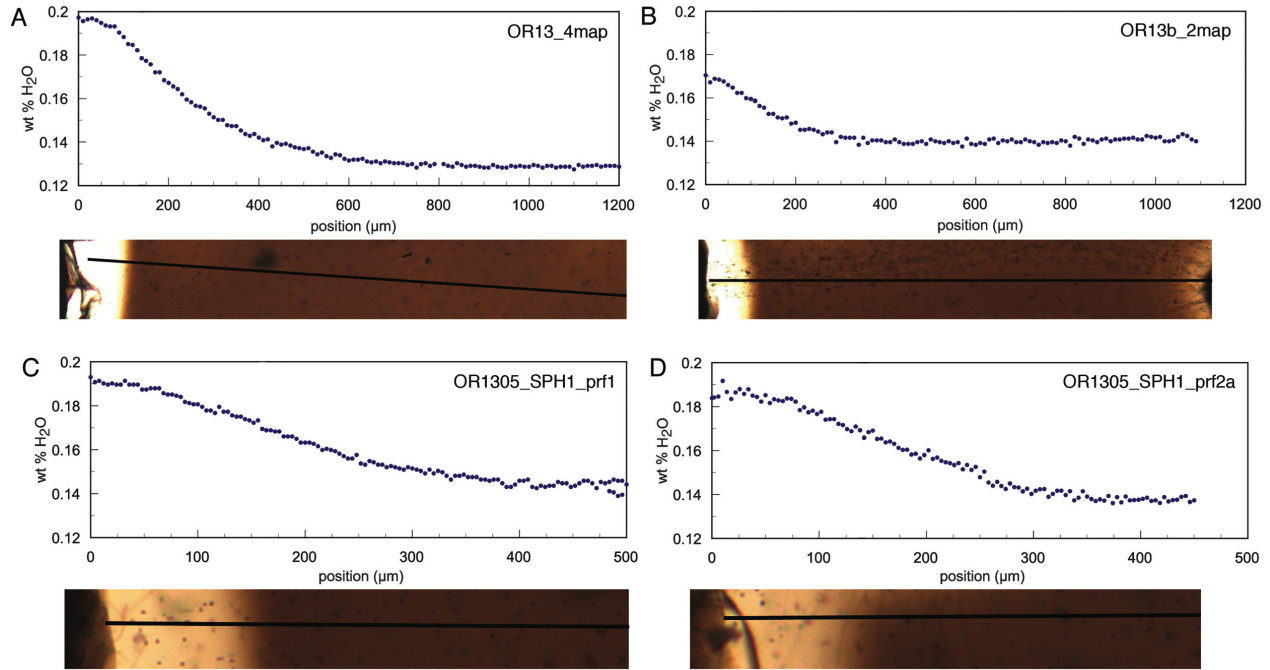 A
OR13_4map
wt % H2O
0.2
0.18
0.16
0.14
0.12
0 200 400 600 800 1000 1200
position (µm)
B
OR13b_2map
wt % H2O
0.2
0.18
0.16
0.14
0.12
0 200 400 600 800 1000 1200
position (µm)
C
OR1305_SPH1_prf1
wt % H2O
0.2
0.18
0.16
0.14
0.12
0 100 200 300 400 500
position (µm)
D
OR1305_SPH1_prf2a
wt % H2O
0.2
0.18
0.16
0.14
0.12
0 100 200 300 400 500
position (µm)